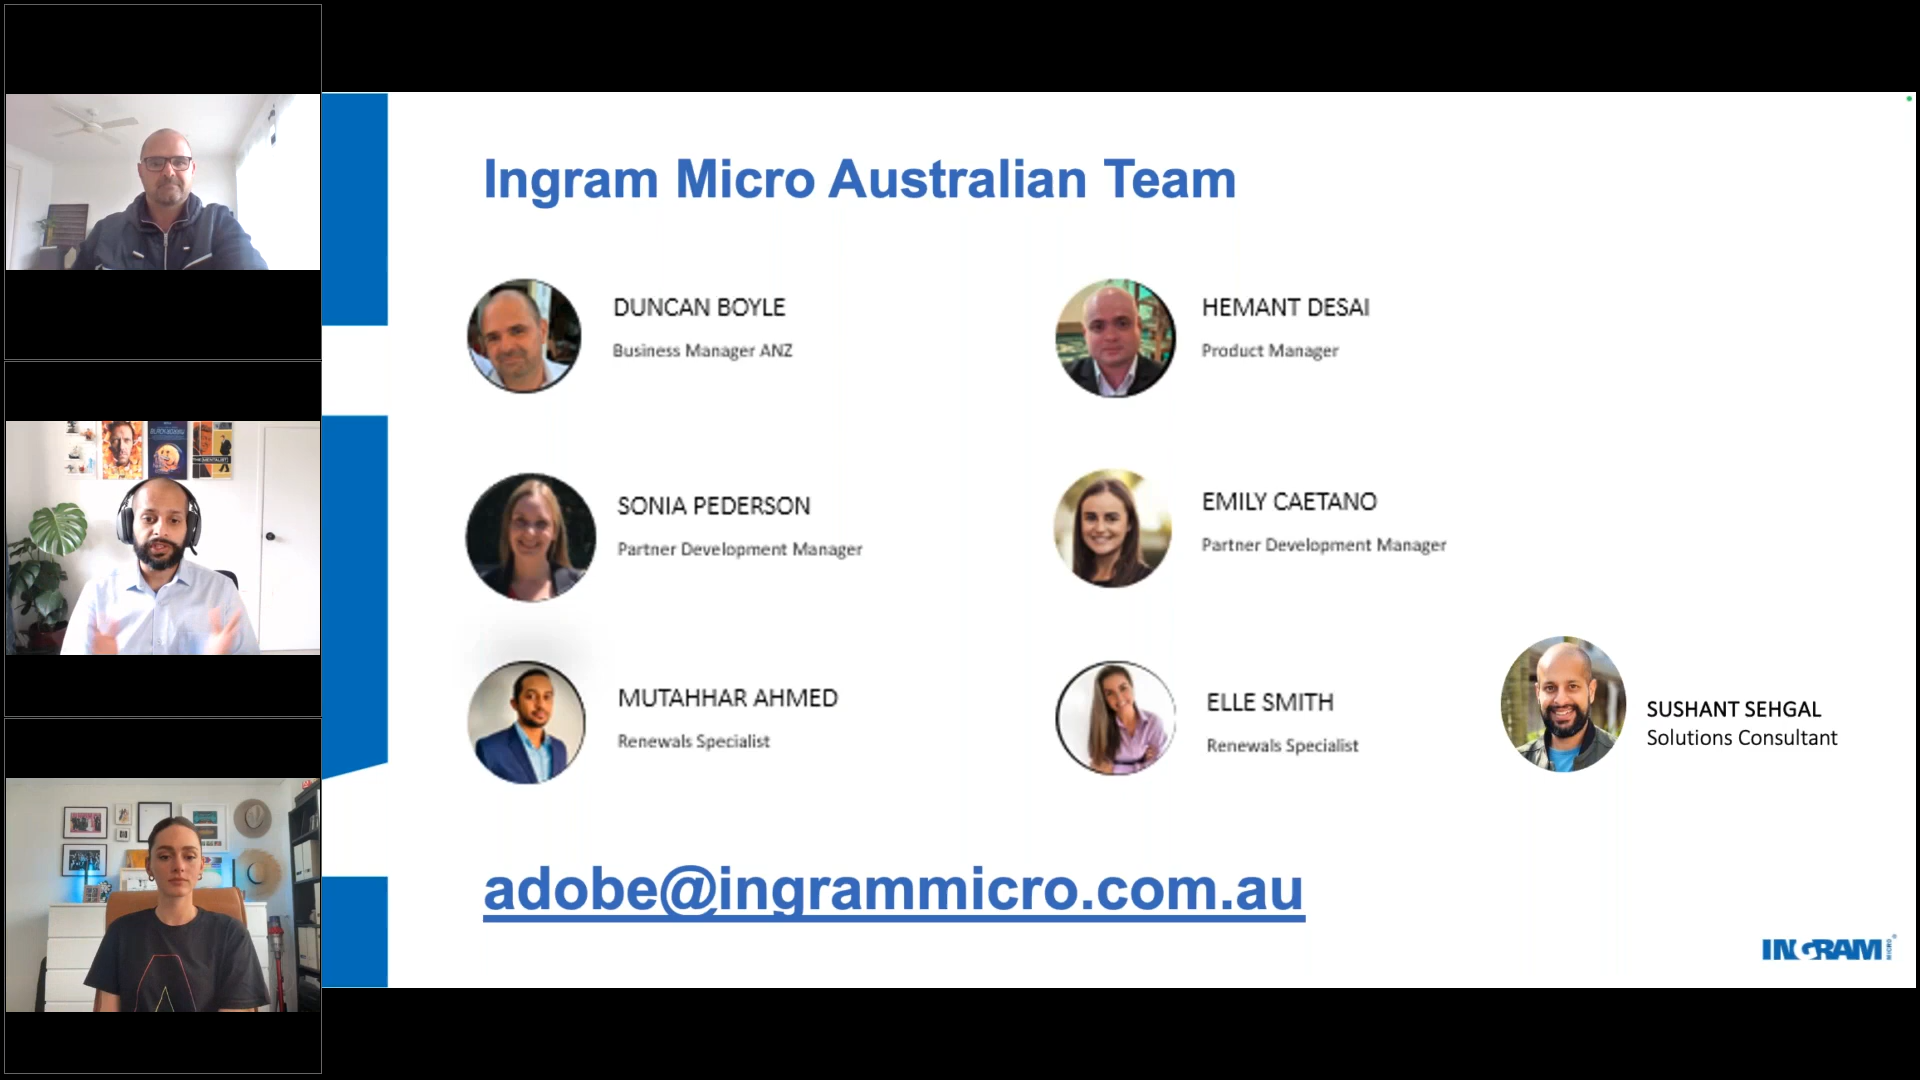 Ingram Micro Australian Team
DUNCAN BOYLE
Business Manager ANZ
HEMANT DESAI
Product Manager
SONIA PEDERSON
Partner Development Manager
EMILY CAETANO
Partner Development Manager
MUTAHHAR AHMED
Renewals Specialist
ELLE SMITH
Renewals Specialist
SUSHANT SEHGAL
Solutions Consultant
adobe@ingrammicro.com.au
INGRAM MICRO